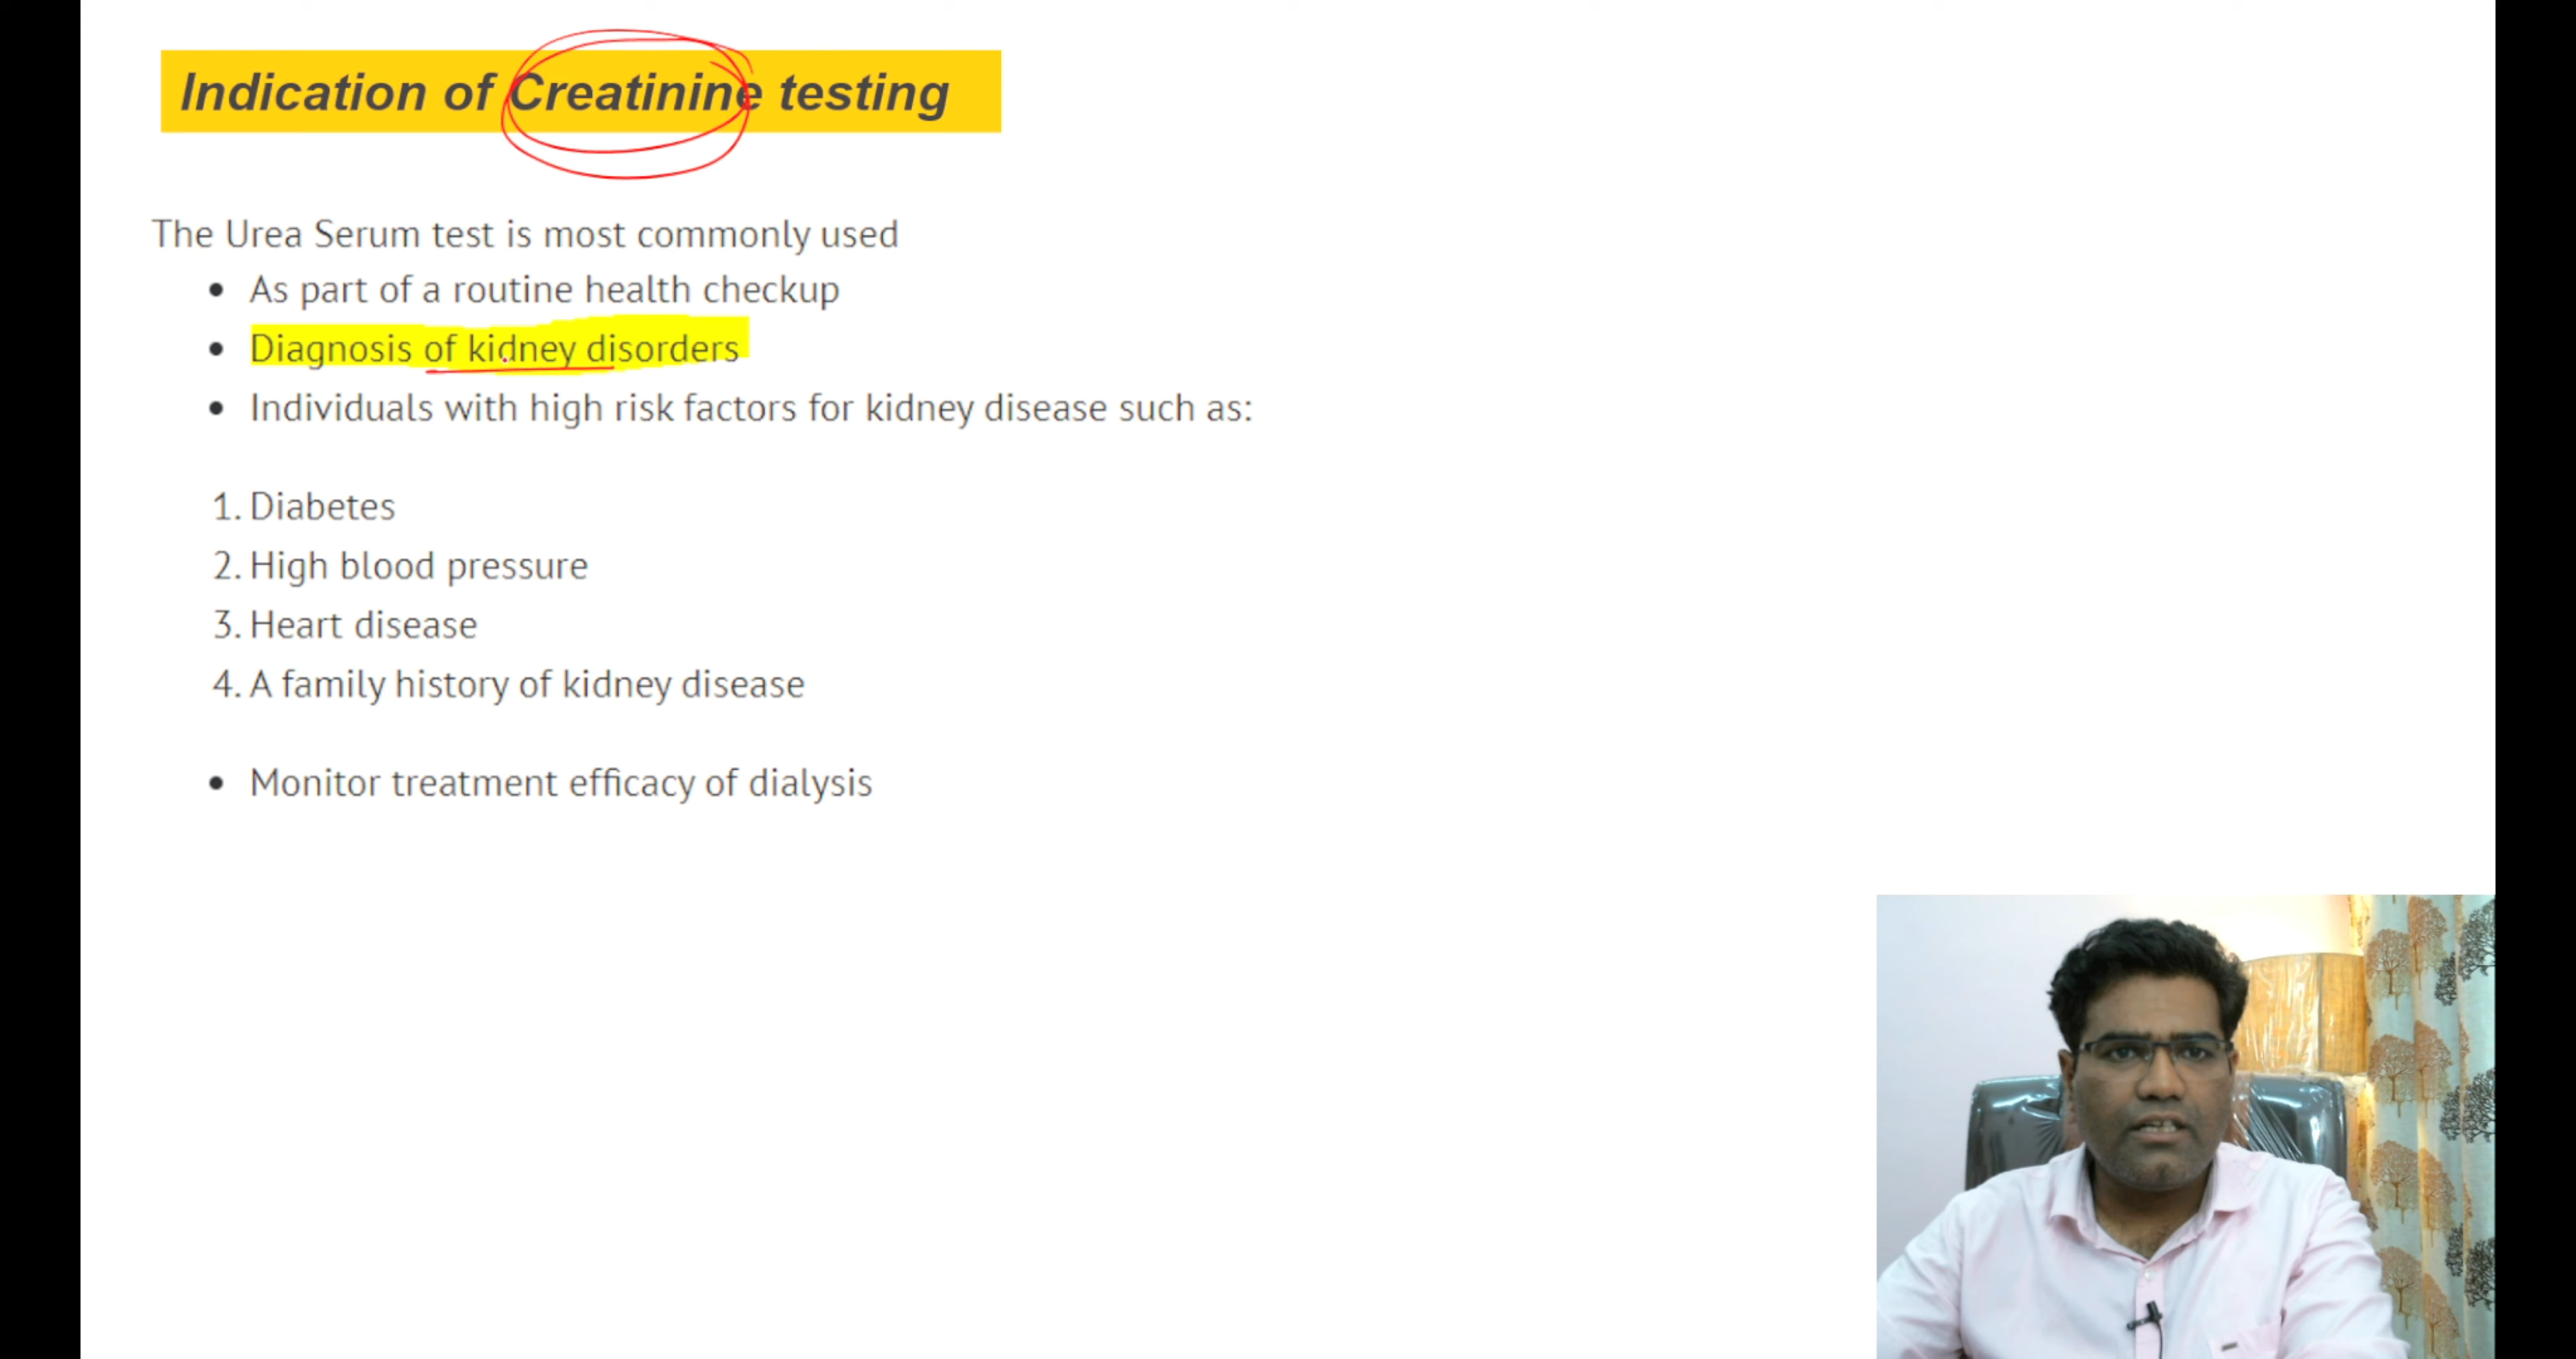 Indication of Creatinine testing
The Urea Serum test is most commonly used
• As part of a routine health checkup
• Diagnosis of kidney disorders
• Individuals with high risk factors for kidney disease such as:
1. Diabetes
2. High blood pressure
3. Heart disease
4. A family history of kidney disease
• Monitor treatment efficacy of dialysis